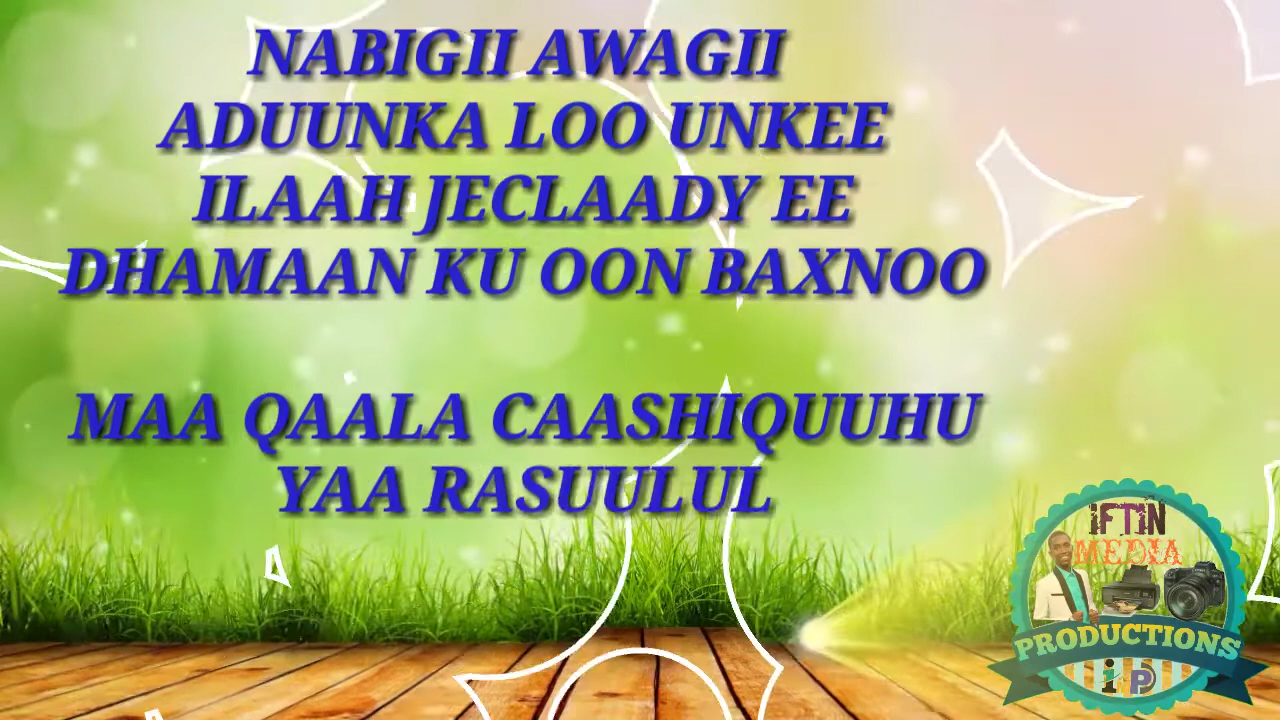 NABIGII AWAGII
ADUUNKA LOO UNKEE
ILAAH JECLAADY EE
DHAMAAN KU OON BAXNOO
MAA QAALA CAASHIQUUHU
YAA RASUULUL
IFTIN
MEDIA
PRODUCTIONS
iP